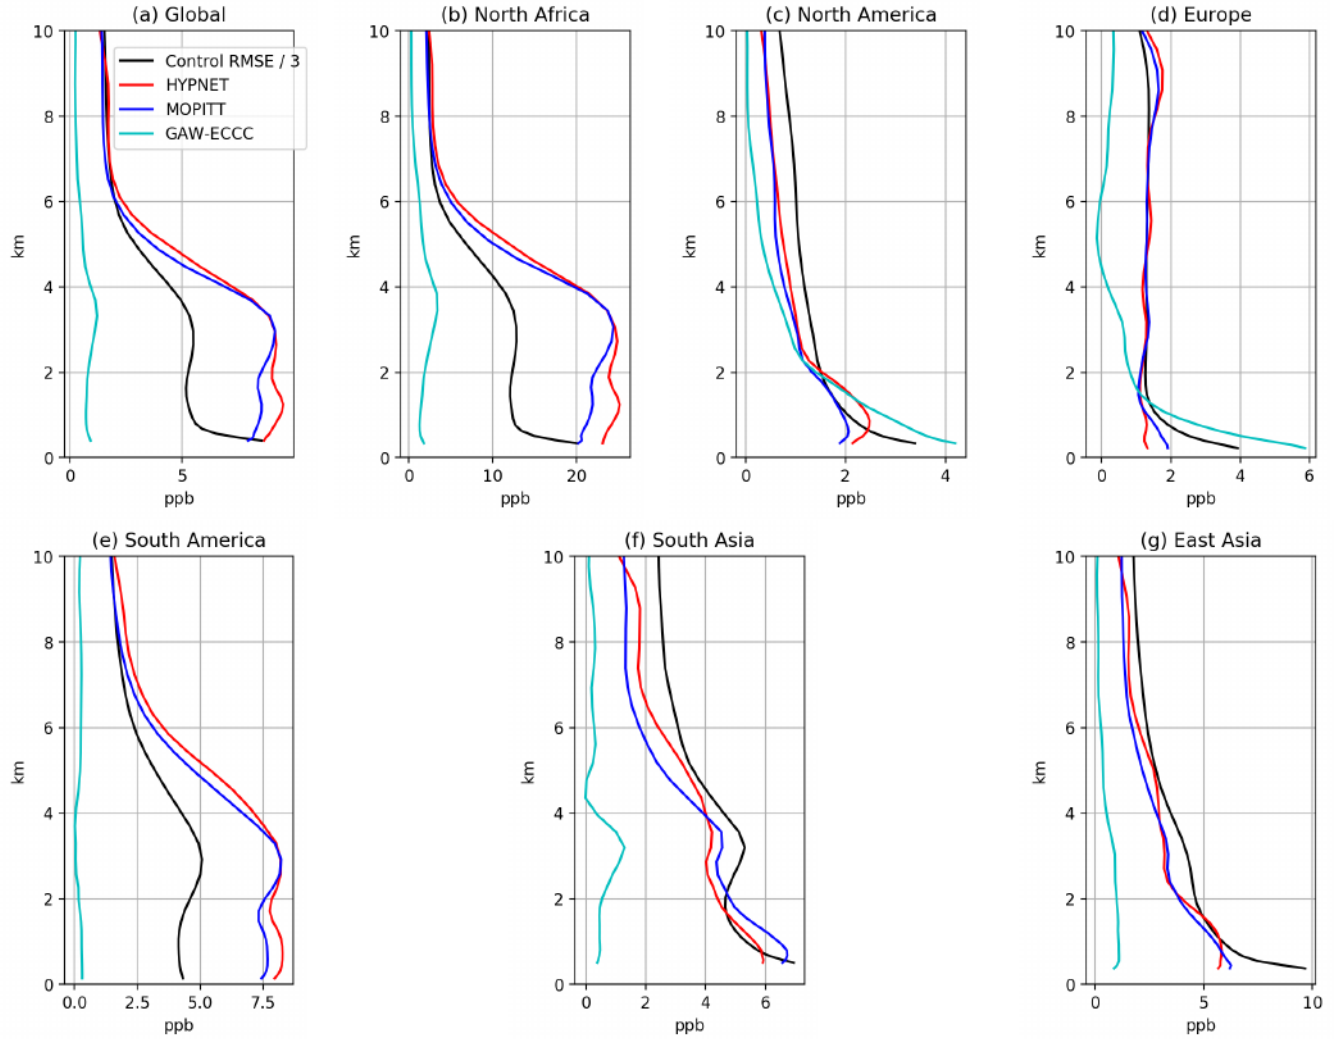 (a) Global
(b) North Africa
(c) North America
(d) Europe
10
8
6
4
2
0
km
0
5
ppb
Control RMSE / 3
HYPNET
MOPITT
GAW-ECCC
10
8
6
4
2
0
km
0
10
20
ppb
10
8
6
4
2
0
km
0
2
4
ppb
10
8
6
4
2
0
km
0
2
4
6
ppb
(e) South America
(f) South Asia
(g) East Asia
10
8
6
4
2
0
km
0.0
2.5
5.0
7.5
ppb
10
8
6
4
2
0
km
0
2
4
6
ppb
10
8
6
4
2
0
km
0
5
10
ppb